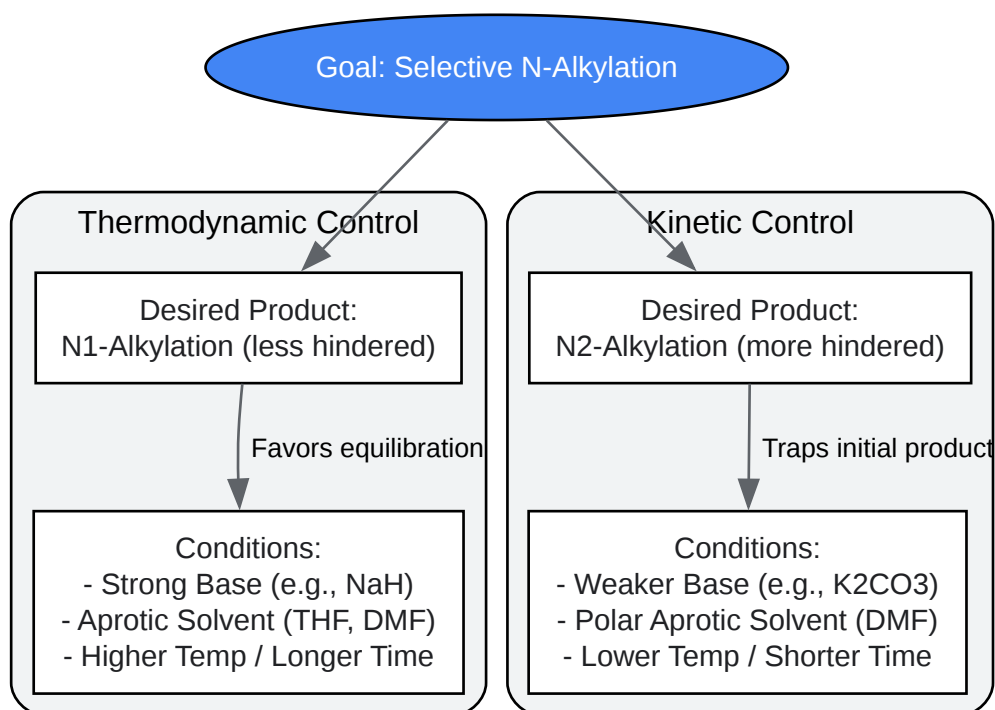 Goal: Selective N-Alkylation
Thermodynamic Control
Desired Product:
N1-Alkylation (less hindered)
Favors equilibration
Conditions:
- Strong Base (e.g., NaH)
- Aprotic Solvent (THF, DMF)
- Higher Temp / Longer Time
Kinetic Control
Desired Product:
N2-Alkylation (more hindered)
Traps initial product
Conditions:
- Weaker Base (e.g., K2CO3)
- Polar Aprotic Solvent (DMF)
- Lower Temp / Shorter Time